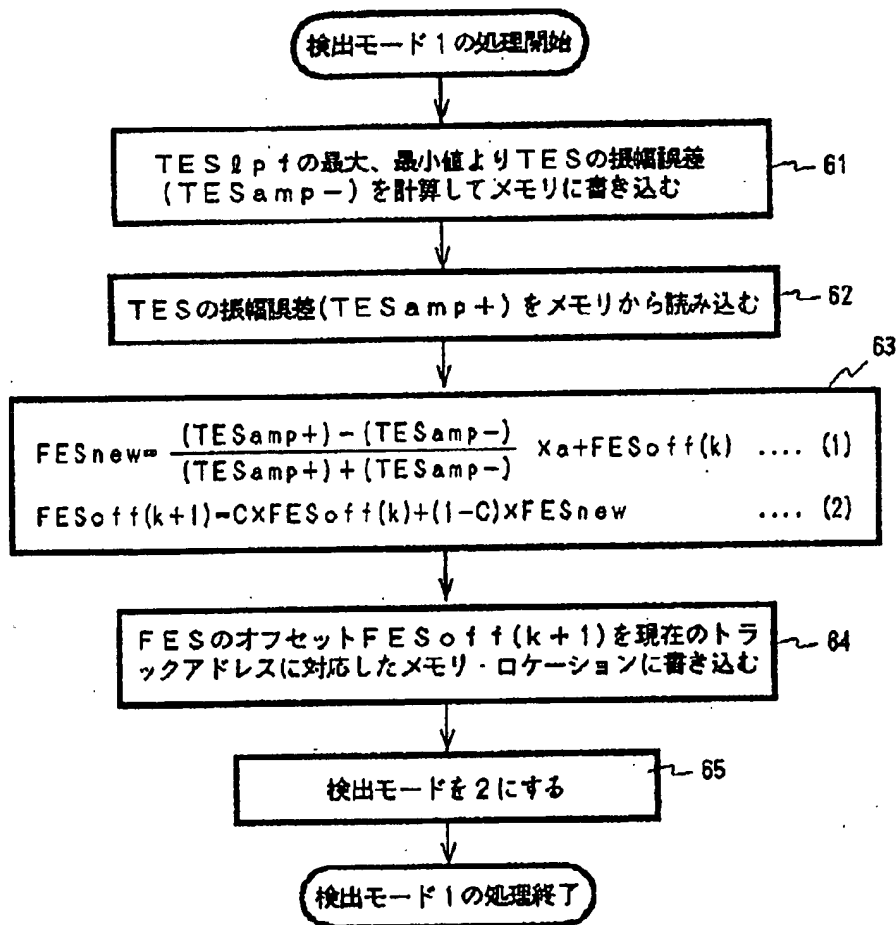 検出モード1の処理開始
TESlpfの最大、最小値よりTESの振幅誤差
(TESamp-)を計算してメモリに書き込む
61
TESの振幅誤差(TESamp+)をメモリから読み込む
62
63
FESnew= (TESamp+)-(TESamp-) / (TESamp+)+(TESamp-) ×a+FESoff(k) .... (1)
FESoff(k+1)=C×FESoff(k)+(1-C)×FESnew .... (2)
FESのオフセットFESoff(k+1)を現在のトラ
ックアドレスに対応したメモリ・ロケーションに書き込む
64
検出モードを2にする
65
検出モード1の処理終了